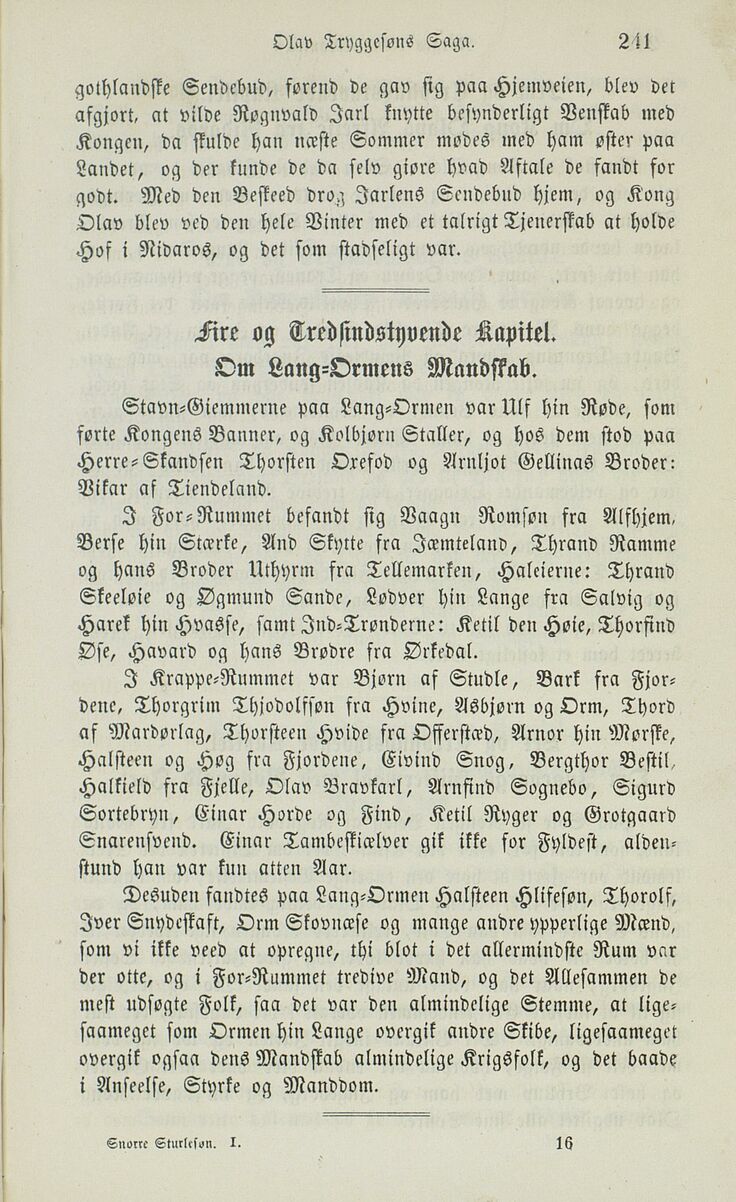 Olav Tryggesøns Saga. 241
gothlandske Sendebud, førend de gav sig paa Hjemveien, blev det
afgjort, at vilde Røgnvald Jarl knytte besynderligt Venskab med
Kongen, da skulde han næste Sommer mødes med ham øster paa
Landet, og der kunde de da selv giøre hvad Aftale de fandt for
godt. Med den Beskeed drog Jarlens Sendebud hjem, og Kong
Olav blev ved den hele Vinter med et talrigt Tjenerskab at holde
Hof i Nidaros, og det som stadseligt var.
Fire og Tredsindstyvende Kapitel.
Om Lang-Ormens Mandskab.
Stavn-Giemmerne paa Lang-Ormen var Ulf hin Røde, som
førte Kongens Banner, og Kolbjørn Staller, og hos dem stod paa
Herre-Skandsen Thorsten Oxefod og Arnljot Gellinas Broder:
Vikar af Tiendeland.
I For-Rummet befandt sig Vaagn Romsøn fra Alfhjem,
Berse hin Stærke, And Skytte fra Jæmteland, Thrand Ramme
og hans Broder Uthyrm fra Tellemarken, Haleierne: Thrand
Skeeløie og Øgmund Sande, Lødver hin Lange fra Salvig og
Harek hin Hvasse, samt Ind-Trønderne: Ketil den Høie, Thorfind
Øse, Havard og hans Brødre fra Ørkedal.
I Krappe-Rummet var Bjørn af Studle, Bark fra Fjor-
dene, Thorgrim Thjodolfsøn fra Hvine, Asbjørn og Orm, Thord
af Mardørlag, Thorsteen Hvide fra Offerstæd, Arnor hin Mørske,
Halsteen og Høg fra Fjordene, Eivind Snog, Bergthor Bestil,
Halkield fra Fjelle, Olav Dravkarl, Arnfind Sognebo, Sigurd
Sortebryn, Einar Horde og Find, Ketil Ryger og Grotgaard
Snarensvend. Einar Tambeskiælver gik ikke for Fyldest, alden-
stund han var kun atten Aar.
Desuden fandtes paa Lang-Ormen Halsteen Hlifesøn, Thorolf,
Iver Snydeskaft, Orm Skovnæse og mange andre ypperlige Mænd,
som vi ikke veed at opregne, thi blot i det allermindste Rum var
der otte, og i For-Rummet tredive Mand, og det Allesammen de
mest udsøgte Folk, saa det var den almindelige Stemme, at lige-
saameget som Ormen hin Lange overgik andre Skibe, ligesaameget
overgik ogsaa dens Mandskab almindelige Krigsfolk, og det baade
i Anseelse, Styrke og Manddom.
Snorre Sturlesøn. I. 16